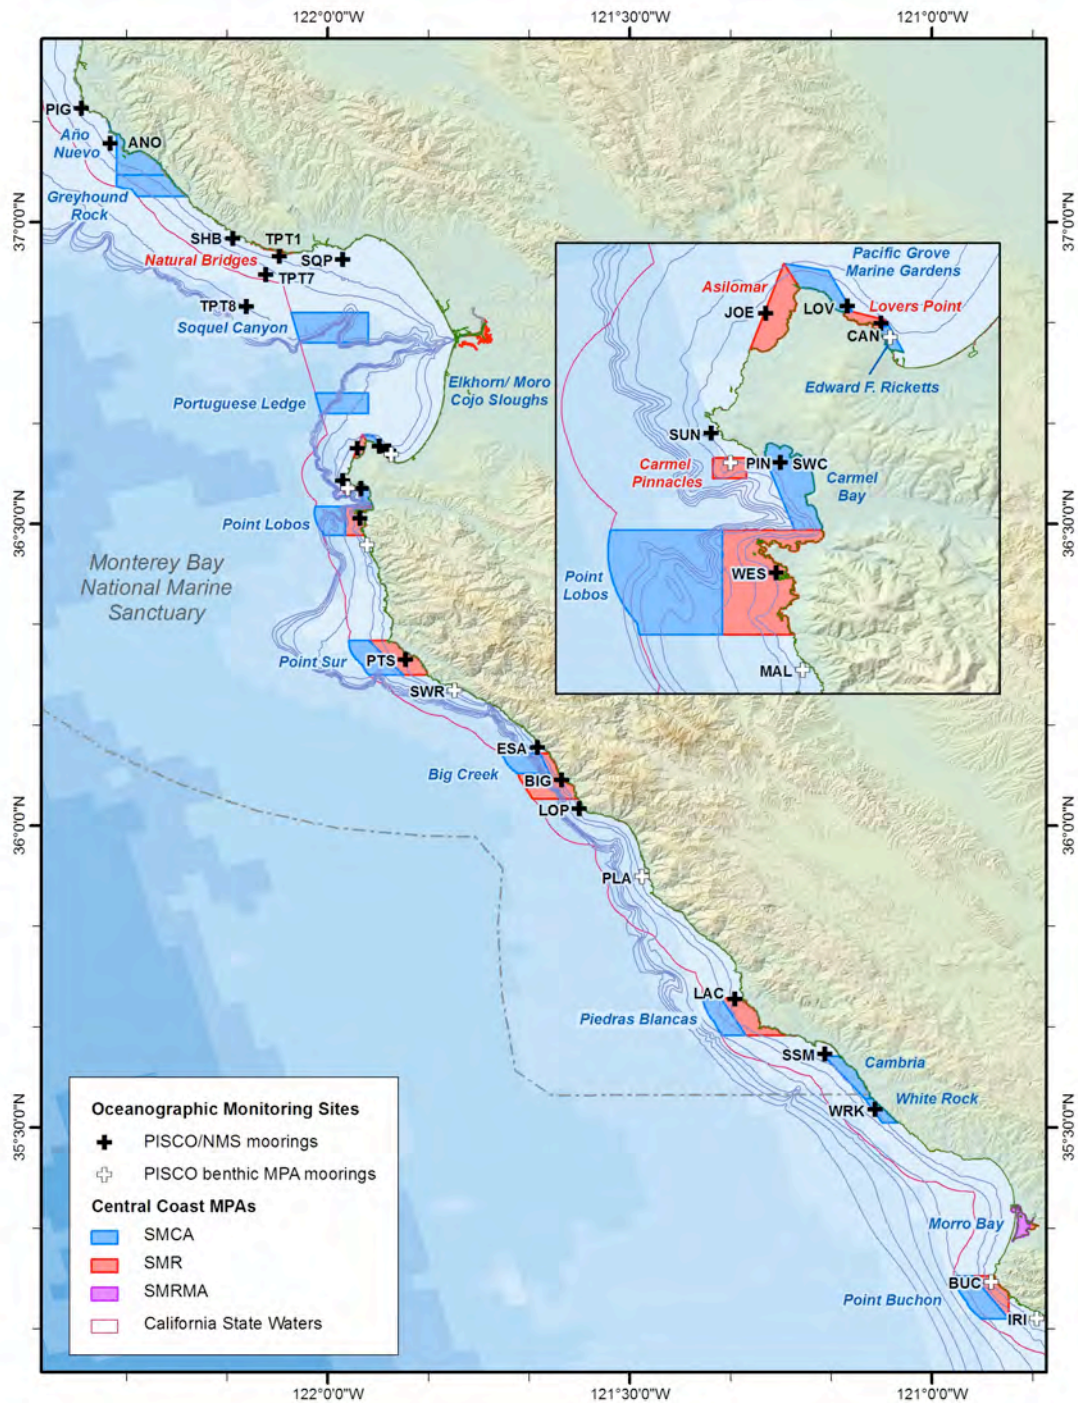 122°0'0"W
121°30'0"W
121°0'0"W
PIG
Año
Nuevo
ANO
Greyhound
Rock
37°0'0"N
37°0'0"N
SHB
TPT1
Natural Bridges
SQP
TPT7
TPT8
Soquel Canyon
Elkhorn/ Moro
Cojo Sloughs
Portuguese Ledge
Pacific Grove
Marine Gardens
Asilomar
JOE
LOV
Lovers Point
CAN
Edward F. Ricketts
SUN
Carmel
Pinnacles
PIN
SWC
Carmel
Bay
Point
Lobos
WES
MAL
36°30'0"N
36°30'0"N
Point Lobos
Monterey Bay
National Marine
Sanctuary
Point Sur
PTS
SWR
ESA
Big Creek
BIG
LOP
36°0'0"N
36°0'0"N
PLA
LAC
Piedras Blancas
SSM
Cambria
White Rock
WRK
35°30'0"N
35°30'0"N
Morro Bay
BUC
Point Buchon
IRI
Oceanographic Monitoring Sites
PISCO/NMS moorings
PISCO benthic MPA moorings
Central Coast MPAs
SMCA
SMR
SMRMA
California State Waters
122°0'0"W
121°30'0"W
121°0'0"W